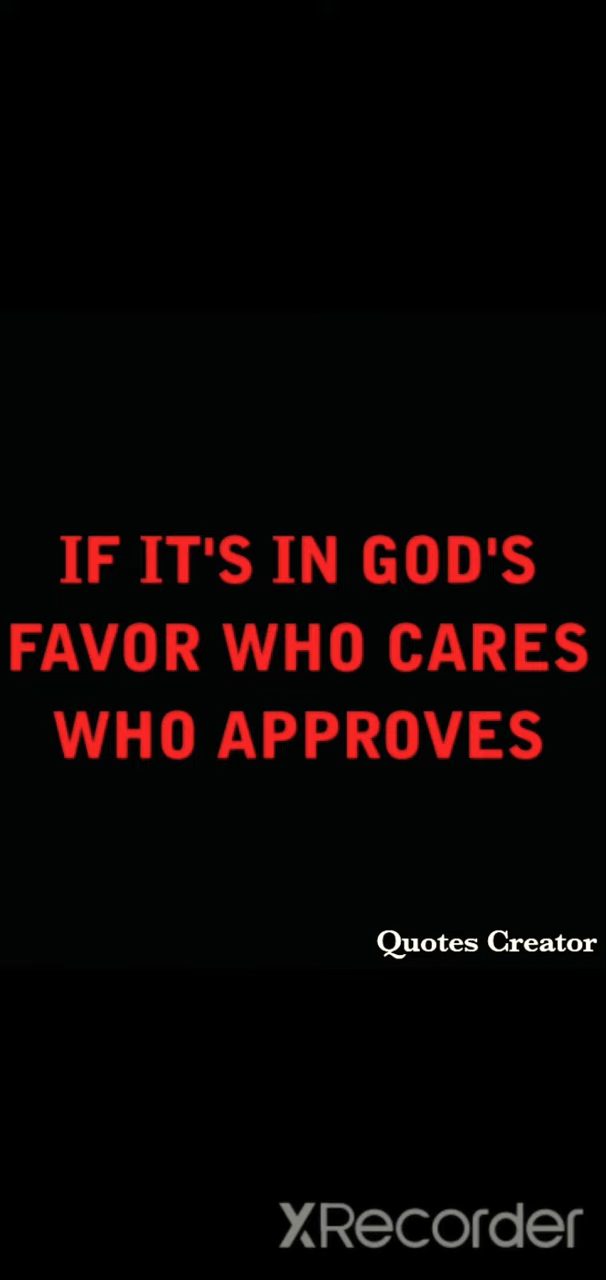 IF IT'S IN GOD'S
FAVOR WHO CARES
WHO APPROVES
Quotes Creator
XRecorder